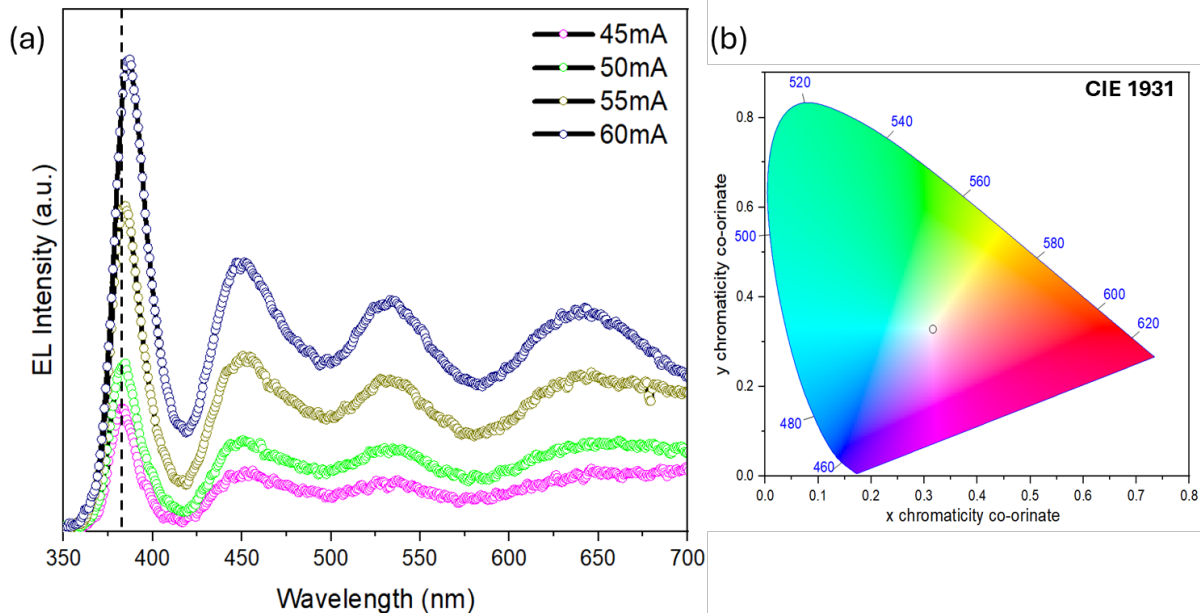 (a)
45mA
50mA
55mA
60mA
EL Intensity (a.u.)
350 400 450 500 550 600 650 700
Wavelength (nm)
(b)
CIE 1931
520
540
560
580
600
620
500
480
460
0.8
0.6
0.4
0.2
0.0
0.0 0.1 0.2 0.3 0.4 0.5 0.6 0.7 0.8
y chromaticity co-orinate
x chromaticity co-orinate